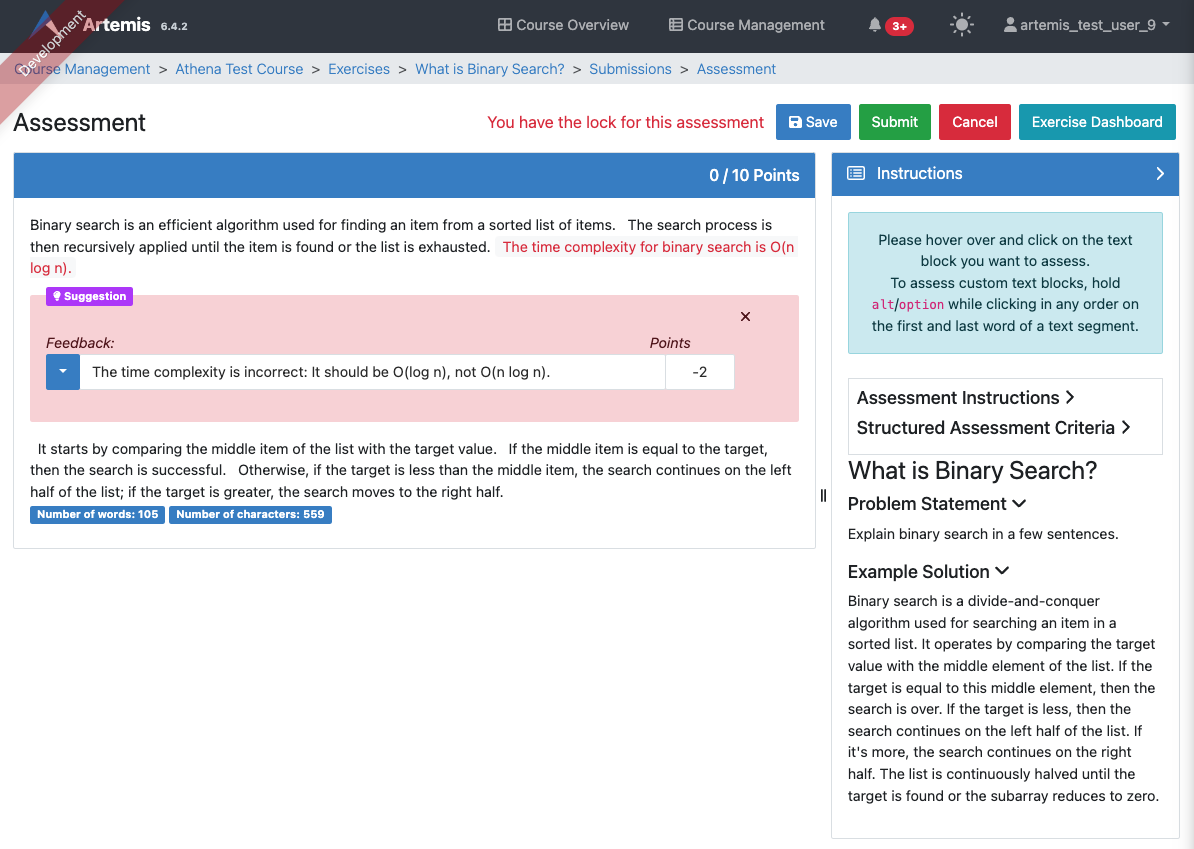 Development
Artemis 6.4.2
Course Overview
Course Management
3+
artemis_test_user_9
Course Management > Athena Test Course > Exercises > What is Binary Search? > Submissions > Assessment
Assessment
You have the lock for this assessment
Save
Submit
Cancel
Exercise Dashboard
0 / 10 Points
Binary search is an efficient algorithm used for finding an item from a sorted list of items. The search process is
then recursively applied until the item is found or the list is exhausted. The time complexity for binary search is O(n
log n).
Suggestion
Feedback:
Points
The time complexity is incorrect: It should be O(log n), not O(n log n).
-2
It starts by comparing the middle item of the list with the target value. If the middle item is equal to the target,
then the search is successful. Otherwise, if the target is less than the middle item, the search continues on the left
half of the list; if the target is greater, the search moves to the right half.
Number of words: 105
Number of characters: 559
Instructions
Please hover over and click on the text
block you want to assess.
To assess custom text blocks, hold
alt/option while clicking in any order on
the first and last word of a text segment.
Assessment Instructions
Structured Assessment Criteria
What is Binary Search?
Problem Statement
Explain binary search in a few sentences.
Example Solution
Binary search is a divide-and-conquer
algorithm used for searching an item in a
sorted list. It operates by comparing the target
value with the middle element of the list. If the
target is equal to this middle element, then the
search is over. If the target is less, then the
search continues on the left half of the list. If
it's more, the search continues on the right
half. The list is continuously halved until the
target is found or the subarray reduces to zero.